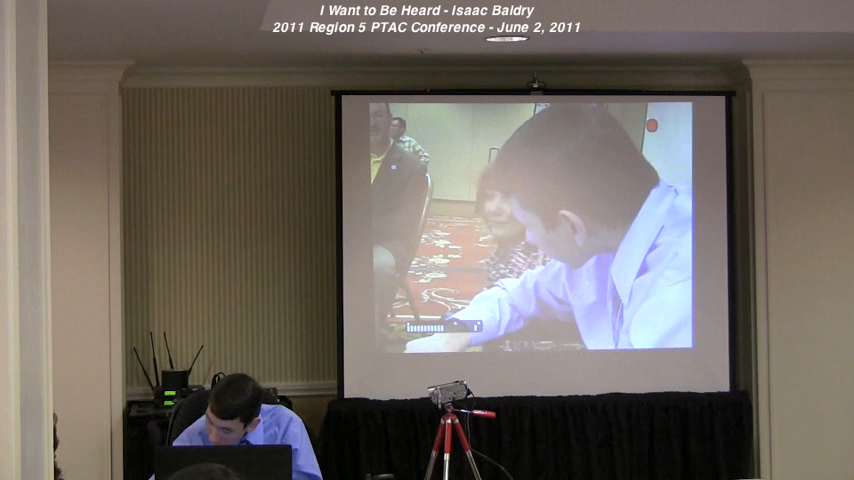 I Want to Be Heard - Isaac Baldry
2011 Region 5 PTAC Conference - June 2, 2011